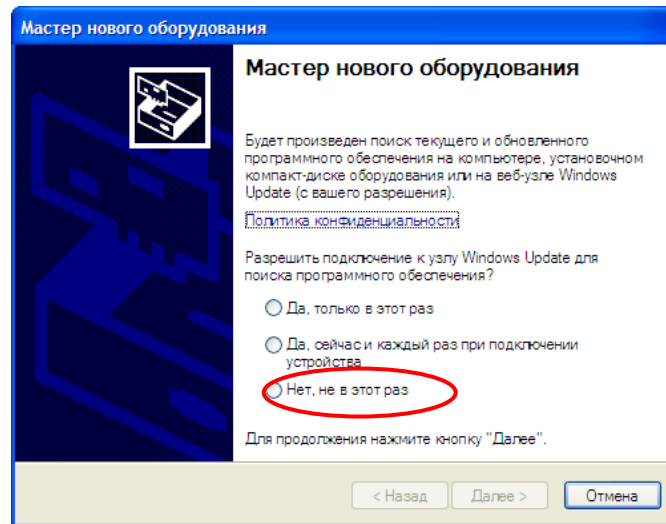 Мастер нового оборудования
Мастер нового оборудования
Будет произведен поиск текущего и обновленного
программного обеспечения на компьютере, установочном
компакт-диске оборудования или на веб-узле Windows
Update (с вашего разрешения).
Политика конфиденциальности
Разрешить подключение к узлу Windows Update для
поиска программного обеспечения?
Да, только в этот раз
Да, сейчас и каждый раз при подключении
устройства
Нет, не в этот раз
Для продолжения нажмите кнопку "Далее".
< Назад Далее > Отмена